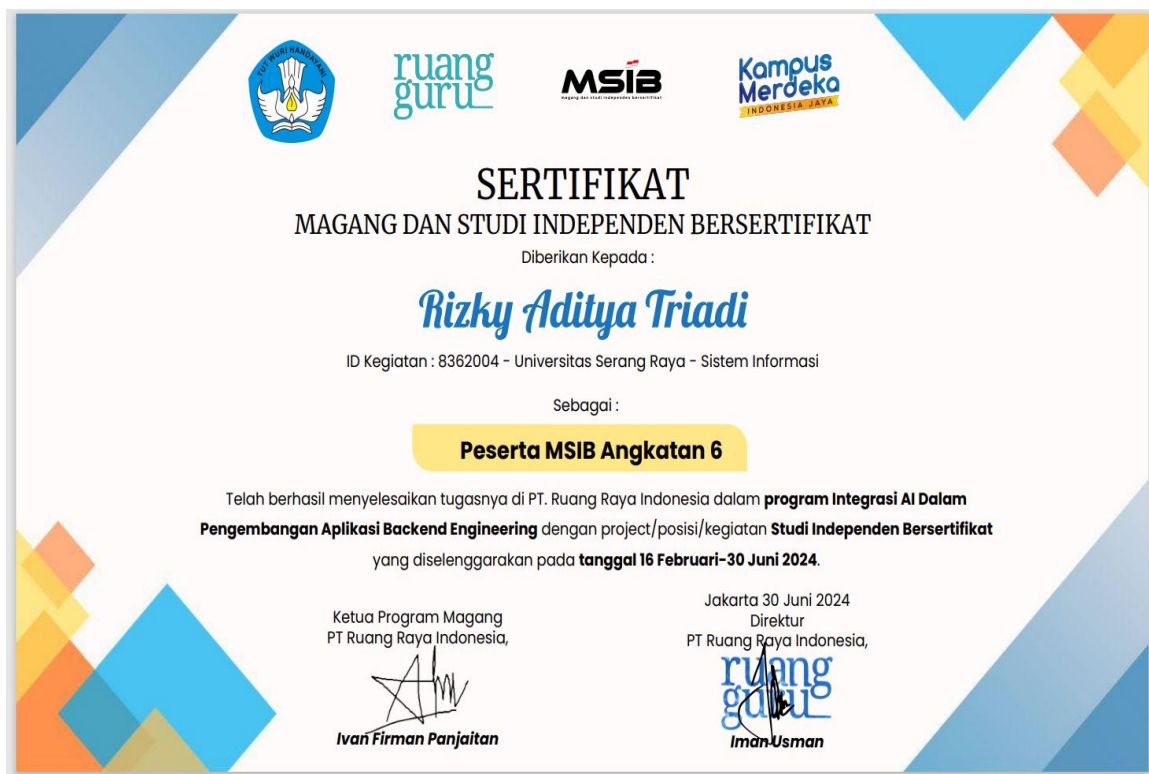 TUT WURI HANDAYANI
ruang
guru
MSIB
magang dan studi independen bersertifikat
Kampus
Merdeka
INDONESIA JAYA
SERTIFIKAT
MAGANG DAN STUDI INDEPENDEN BERSERTIFIKAT
Diberikan Kepada :
Rizky Aditya Triadi
ID Kegiatan : 8362004 - Universitas Serang Raya - Sistem Informasi
Sebagai :
Peserta MSIB Angkatan 6
Telah berhasil menyelesaikan tugasnya di PT. Ruang Raya Indonesia dalam program Integrasi AI Dalam
Pengembangan Aplikasi Backend Engineering dengan project/posisi/kegiatan Studi Independen Bersertifikat
yang diselenggarakan pada tanggal 16 Februari-30 Juni 2024.
Ketua Program Magang
PT Ruang Raya Indonesia,
Ivan Firman Panjaitan
Jakarta 30 Juni 2024
Direktur
PT Ruang Raya Indonesia,
ruang
guru
Iman Usman